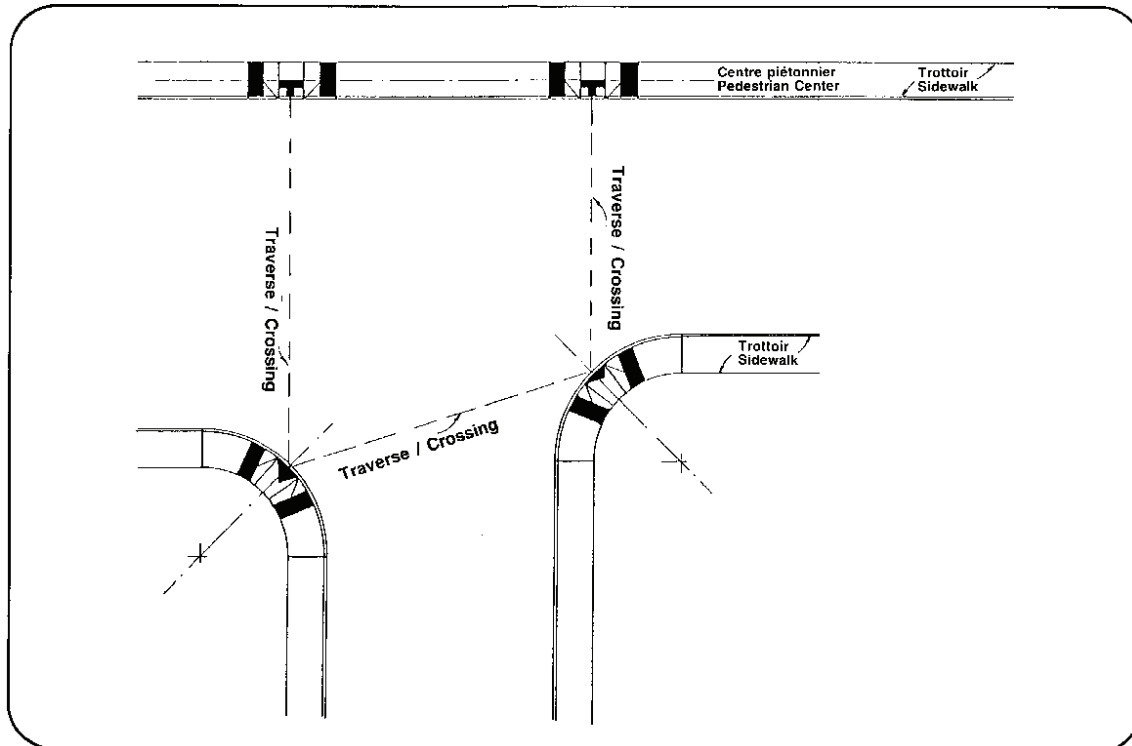 Centre piétonnier
Pedestrian Center
Trottoir
Sidewalk
Traverse / Crossing
Traverse / Crossing
Trottoir
Sidewalk
Traverse / Crossing